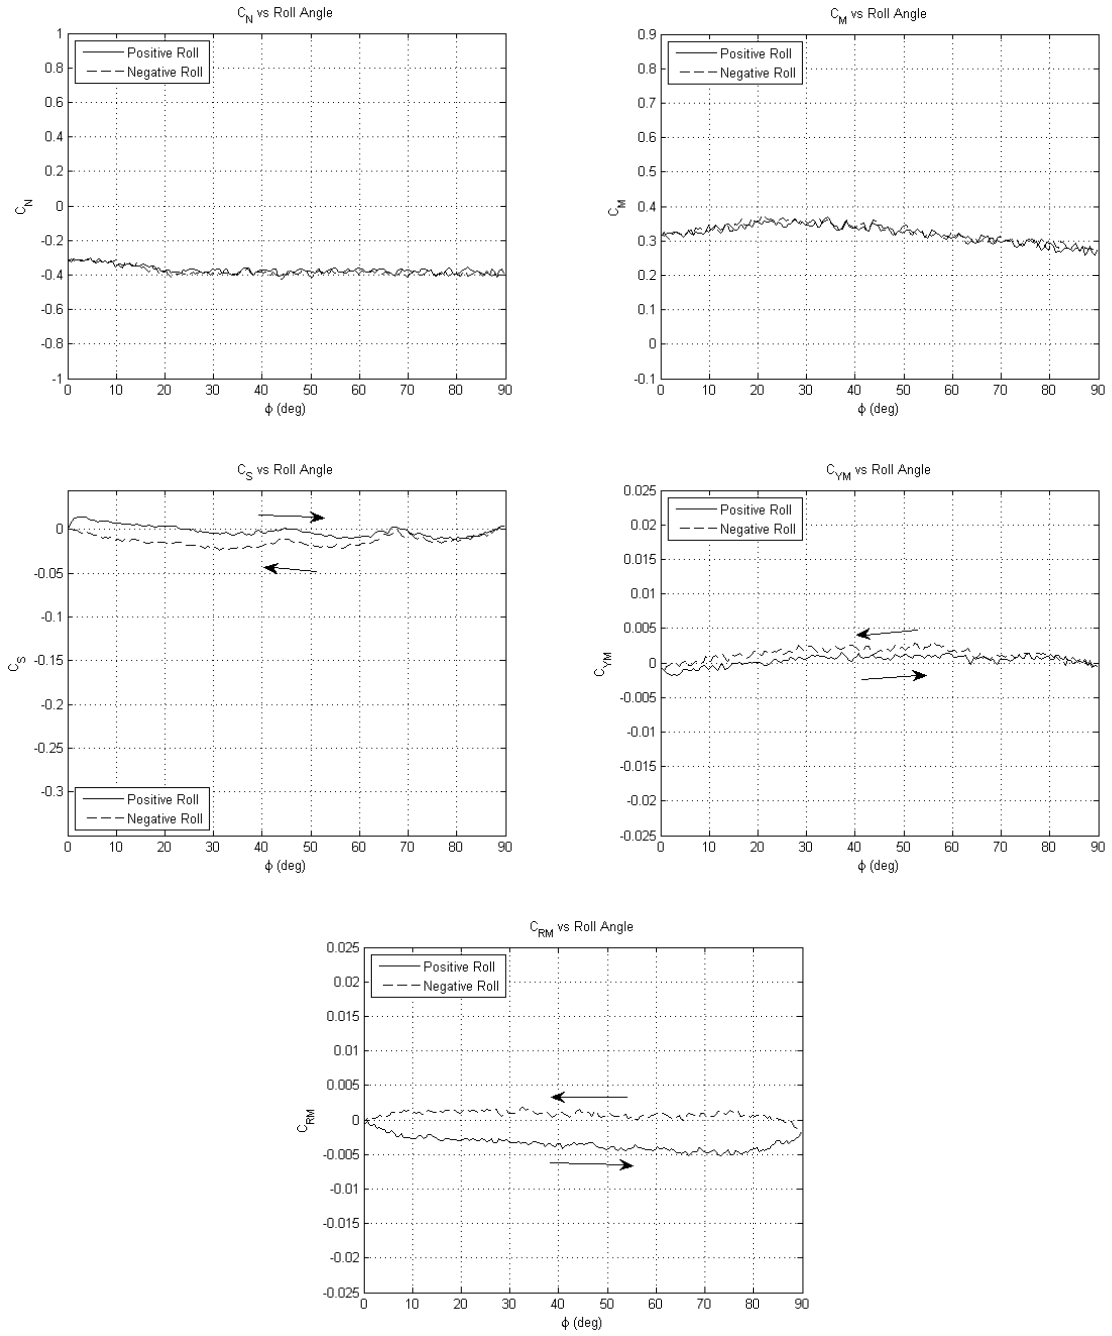 C_N vs Roll Angle
1
0.8
0.6
0.4
0.2
0
-0.2
-0.4
-0.6
-0.8
-1
C_N
Positive Roll
Negative Roll
0 10 20 30 40 50 60 70 80 90
ϕ (deg)
C_M vs Roll Angle
0.9
0.8
0.7
0.6
0.5
0.4
0.3
0.2
0.1
0
-0.1
C_M
Positive Roll
Negative Roll
0 10 20 30 40 50 60 70 80 90
ϕ (deg)
C_S vs Roll Angle
0
-0.05
-0.1
-0.15
-0.2
-0.25
-0.3
C_S
Positive Roll
Negative Roll
0 10 20 30 40 50 60 70 80 90
ϕ (deg)
C_YM vs Roll Angle
0.025
0.02
0.015
0.01
0.005
0
-0.005
-0.01
-0.015
-0.02
-0.025
C_YM
Positive Roll
Negative Roll
0 10 20 30 40 50 60 70 80 90
ϕ (deg)
C_RM vs Roll Angle
0.025
0.02
0.015
0.01
0.005
0
-0.005
-0.01
-0.015
-0.02
-0.025
C_RM
Positive Roll
Negative Roll
0 10 20 30 40 50 60 70 80 90
ϕ (deg)